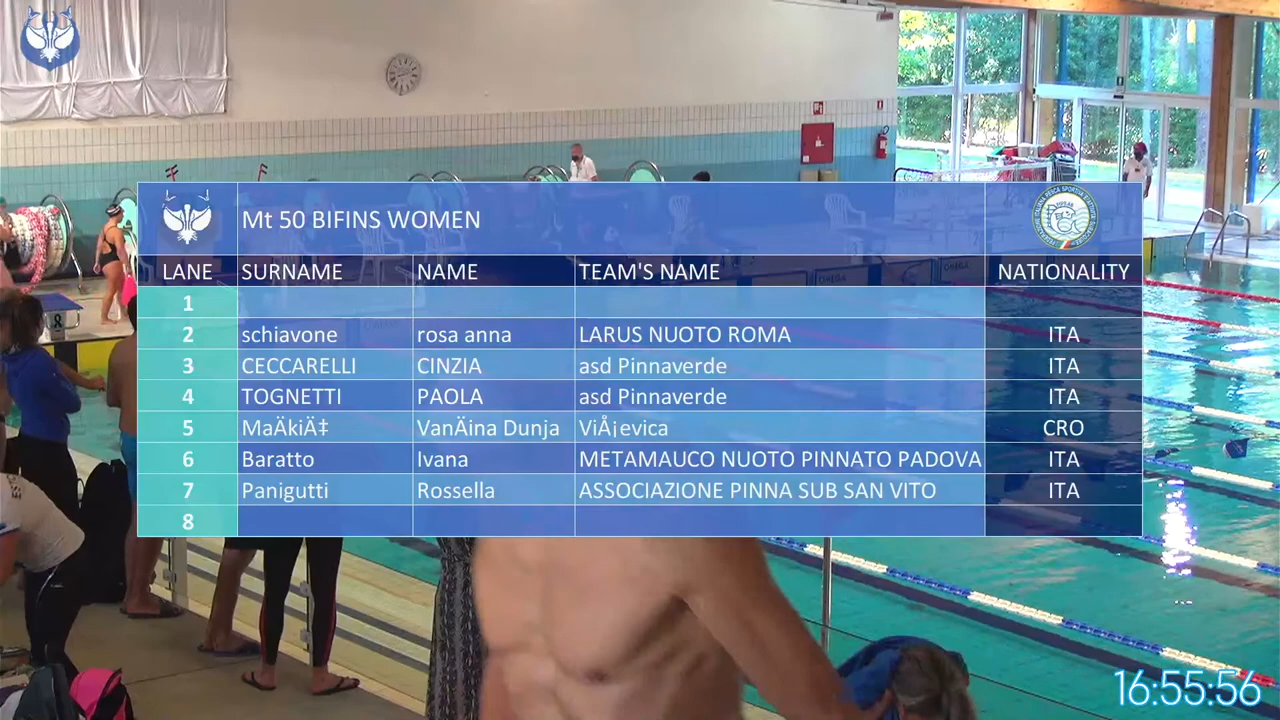 Mt 50 BIFINS WOMEN
LANE SURNAME NAME TEAM'S NAME NATIONALITY
1
2 schiavone rosa anna LARUS NUOTO ROMA ITA
3 CECCARELLI CINZIA asd Pinnaverde ITA
4 TOGNETTI PAOLA asd Pinnaverde ITA
5 MaÄkiÄ‡ VanÄina Dunja ViÅ¡evica CRO
6 Baratto Ivana METAMAUCO NUOTO PINNATO PADOVA ITA
7 Panigutti Rossella ASSOCIAZIONE PINNA SUB SAN VITO ITA
8
16:55:56